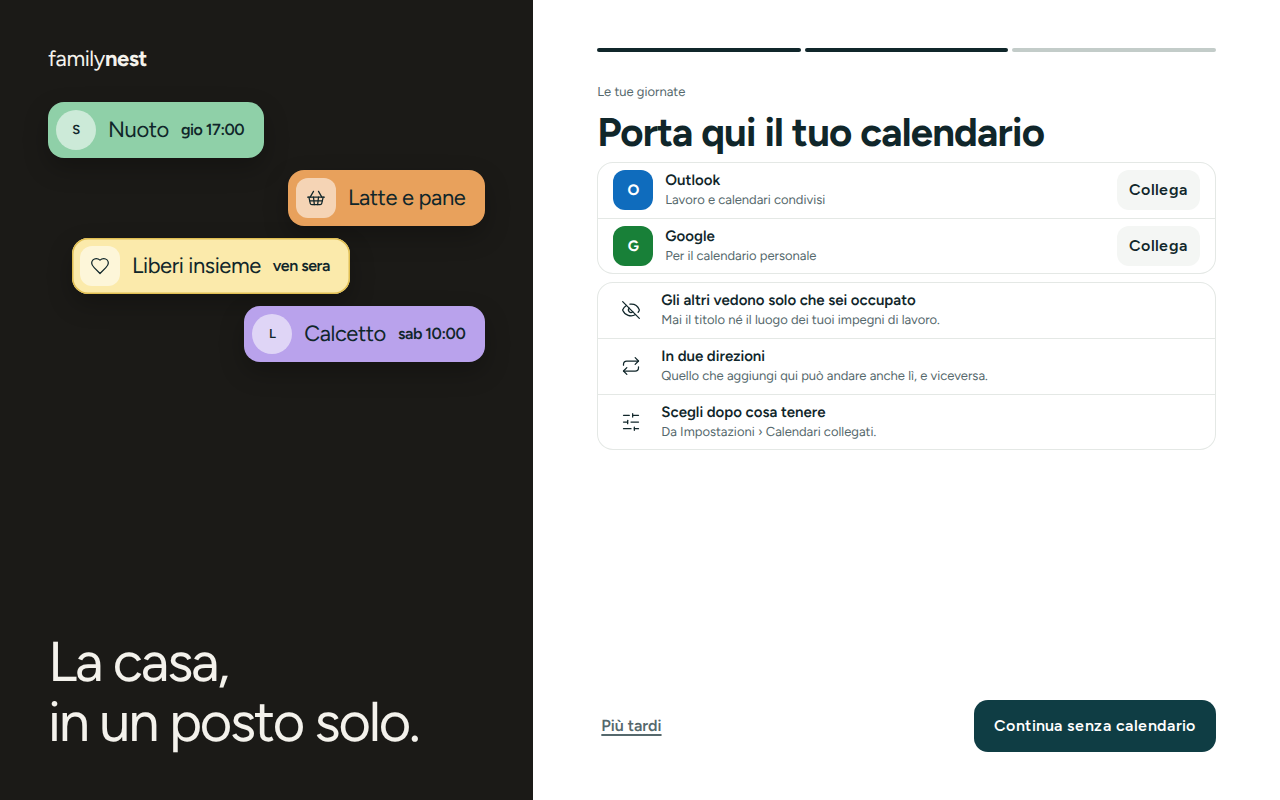 familynest
S Nuoto gio 17:00
Latte e pane
Liberi insieme ven sera
L Calcetto sab 10:00
La casa,
in un posto solo.
Le tue giornate
Porta qui il tuo calendario
O Outlook
Lavoro e calendari condivisi
Collega
G Google
Per il calendario personale
Collega
Gli altri vedono solo che sei occupato
Mai il titolo né il luogo dei tuoi impegni di lavoro.
In due direzioni
Quello che aggiungi qui può andare anche lì, e viceversa.
Scegli dopo cosa tenere
Da Impostazioni › Calendari collegati.
Più tardi
Continua senza calendario